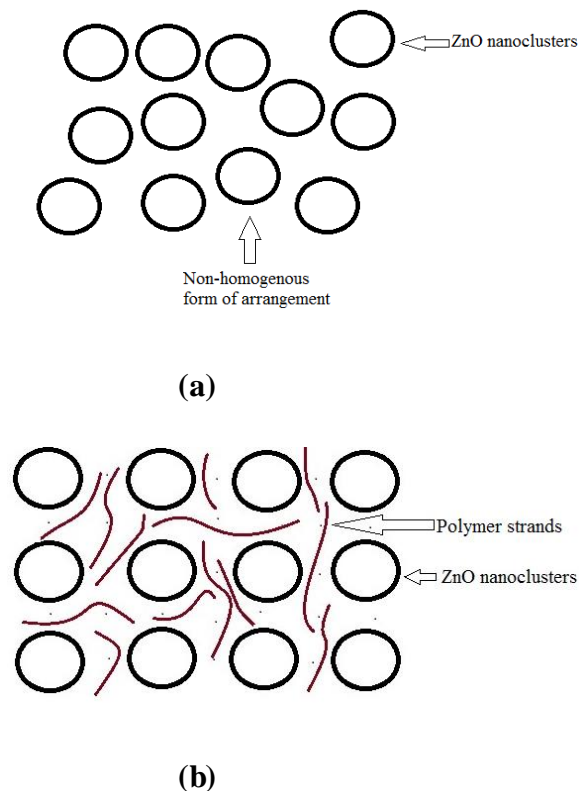 ZnO nanoclusters
Non-homogenous
form of arrangement
(a)
Polymer strands
ZnO nanoclusters
(b)